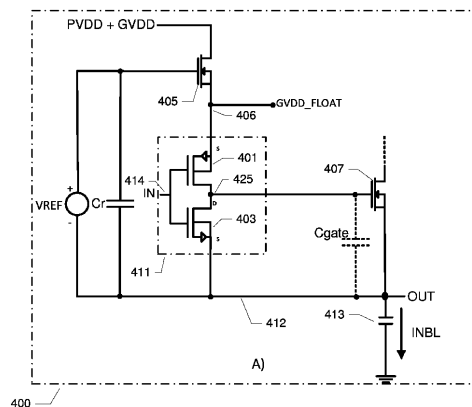 PVDD + GVDD
405
GVDD_FLOAT
406
S
401
407
414
425
IN
D
VREF
+
-
Cr
403
Cgate
S
411
OUT
412
413
INBL
A)
400